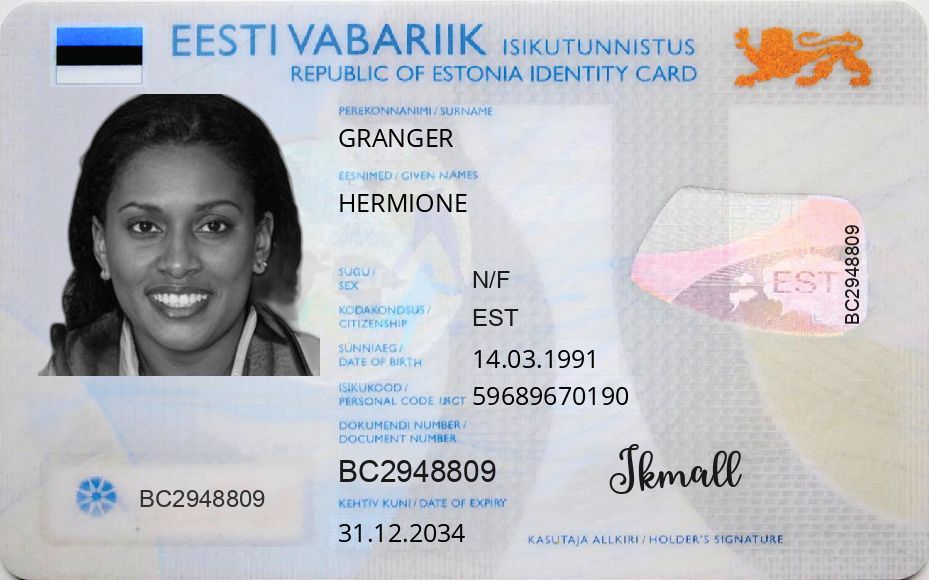 EESTI VABARIIK ISIKUTUNNISTUS
REPUBLIC OF ESTONIA IDENTITY CARD
PEREKONNANIMI / SURNAME
GRANGER
EESNIMED / GIVEN NAMES
HERMIONE
SUGU / SEX
N/F
KODAKONDSUS / CITIZENSHIP
EST
SÜNNIAEG / DATE OF BIRTH
14.03.1991
ISIKUKOOD / PERSONAL CODE
59689670190
DOKUMENDI NUMBER / DOCUMENT NUMBER
BC2948809
KEHTIV KUNI / DATE OF EXPIRY
31.12.2034
BC2948809
EST
BC2948809
Jkmall
KASUTAJA ALLKIRI / HOLDER'S SIGNATURE